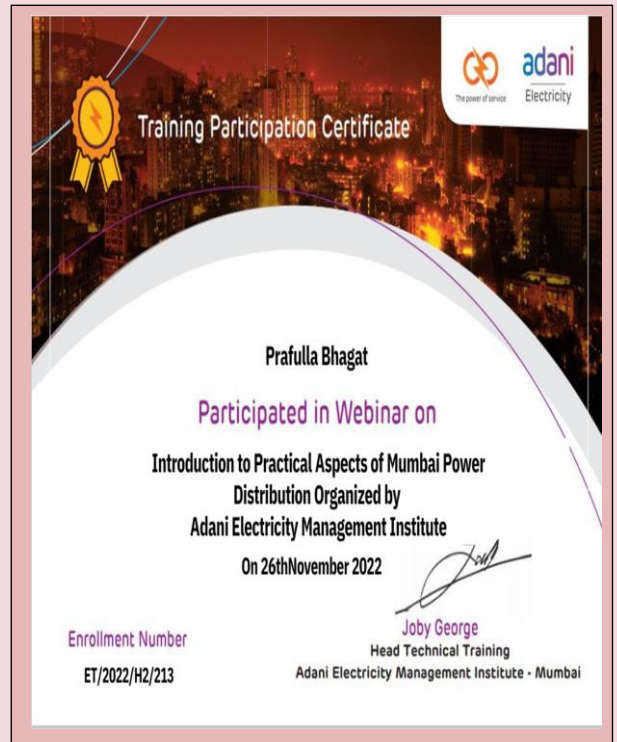 The power of service
adani
Electricity
Training Participation Certificate
Prafulla Bhagat
Participated in Webinar on
Introduction to Practical Aspects of Mumbai Power
Distribution Organized by
Adani Electricity Management Institute
On 26thNovember 2022
Joby George
Enrollment Number
Head Technical Training
ET/2022/H2/213
Adani Electricity Management Institute - Mumbai